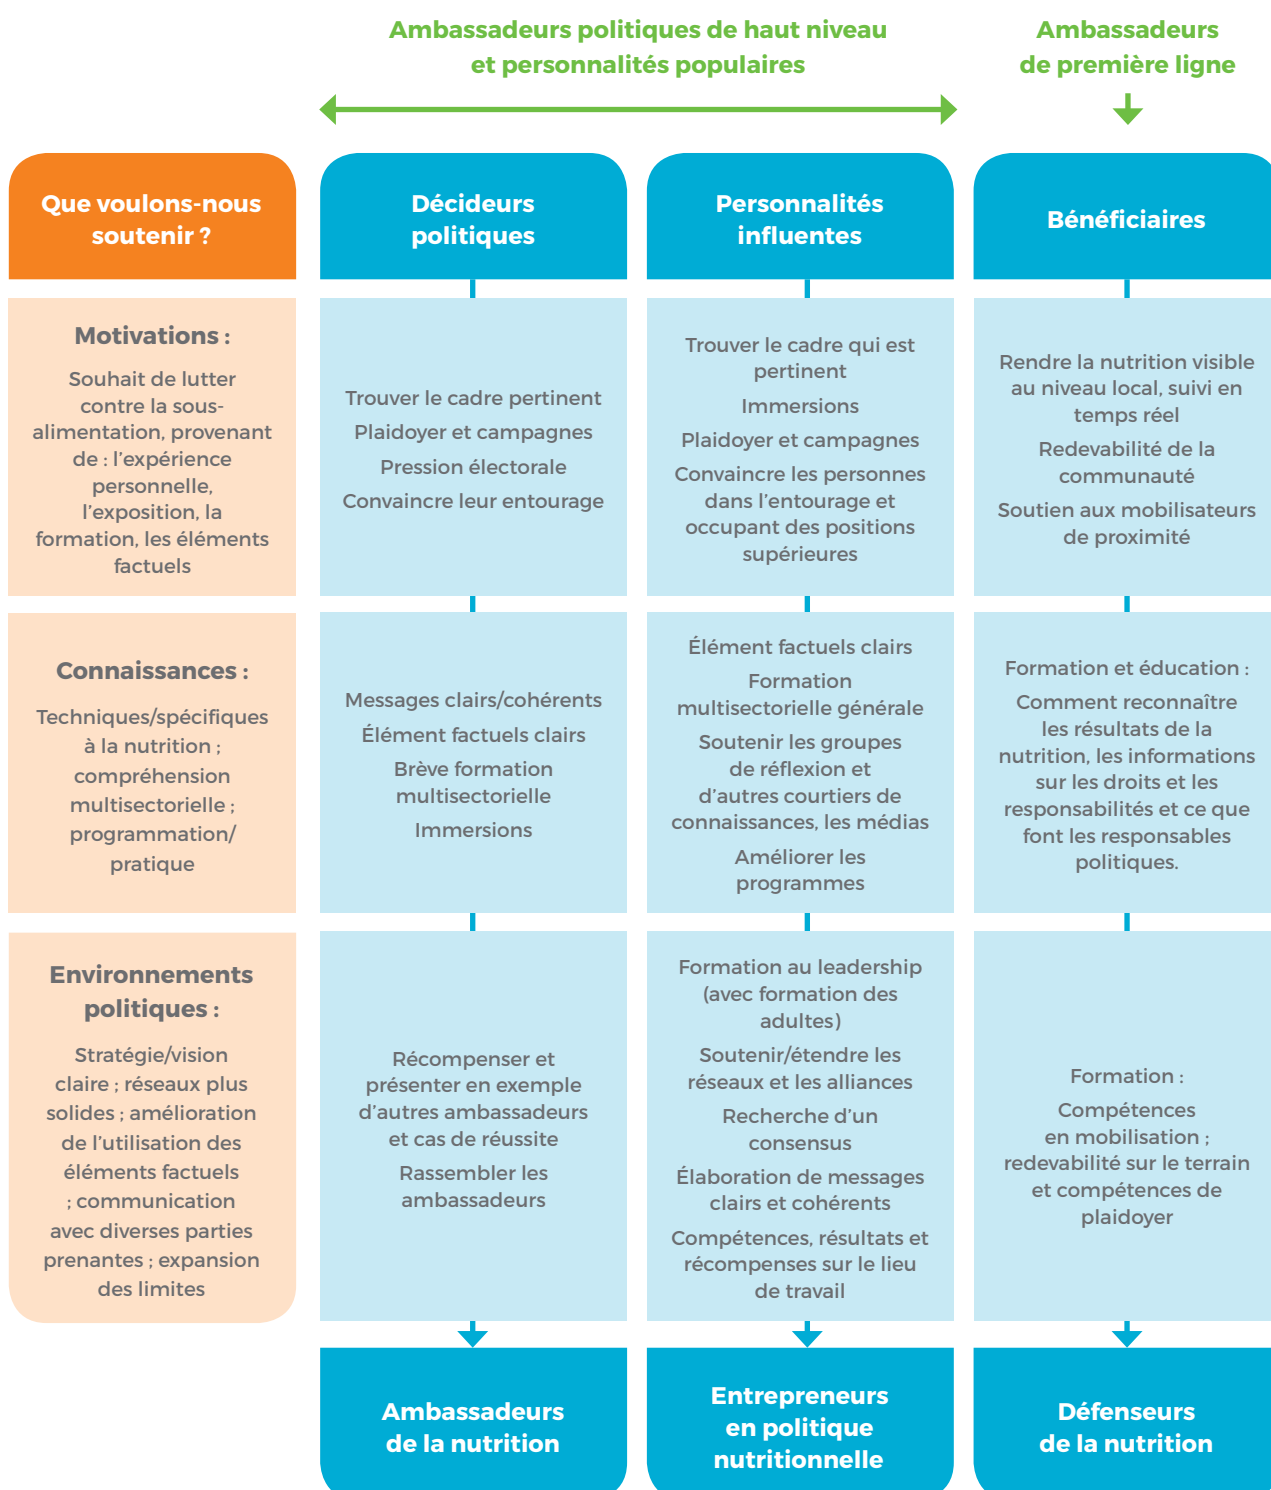 Ambassadeurs politiques de haut niveau
et personnalités populaires
Ambassadeurs
de première ligne
Que voulons-nous
soutenir ?
Décideurs
politiques
Personnalités
influentes
Bénéficiaires
Motivations :
Souhait de lutter
contre la sous-
alimentation, provenant
de : l’expérience
personnelle,
l’exposition, la
formation, les éléments
factuels
Trouver le cadre pertinent
Plaidoyer et campagnes
Pression électorale
Convaincre leur entourage
Trouver le cadre qui est
pertinent
Immersions
Plaidoyer et campagnes
Convaincre les personnes
dans l’entourage et
occupant des positions
supérieures
Rendre la nutrition visible
au niveau local, suivi en
temps réel
Redevabilité de la
communauté
Soutien aux mobilisateurs
de proximité
Connaissances :
Techniques/spécifiques
à la nutrition ;
compréhension
multisectorielle ;
programmation/
pratique
Messages clairs/cohérents
Élément factuels clairs
Brève formation
multisectorielle
Immersions
Élément factuels clairs
Formation
multisectorielle générale
Soutenir les groupes
de réflexion et
d’autres courtiers de
connaissances, les médias
Améliorer les
programmes
Formation et éducation :
Comment reconnaître
les résultats de la
nutrition, les informations
sur les droits et les
responsabilités et ce que
font les responsables
politiques.
Environnements
politiques :
Stratégie/vision
claire ; réseaux plus
solides ; amélioration
de l’utilisation des
éléments factuels
; communication
avec diverses parties
prenantes ; expansion
des limites
Récompenser et
présenter en exemple
d’autres ambassadeurs
et cas de réussite
Rassembler les
ambassadeurs
Formation au leadership
(avec formation des
adultes)
Soutenir/étendre les
réseaux et les alliances
Recherche d’un
consensus
Élaboration de messages
clairs et cohérents
Compétences, résultats et
récompenses sur le lieu
de travail
Formation :
Compétences
en mobilisation ;
redevabilité sur le terrain
et compétences de
plaidoyer
Ambassadeurs
de la nutrition
Entrepreneurs
en politique
nutritionnelle
Défenseurs
de la nutrition